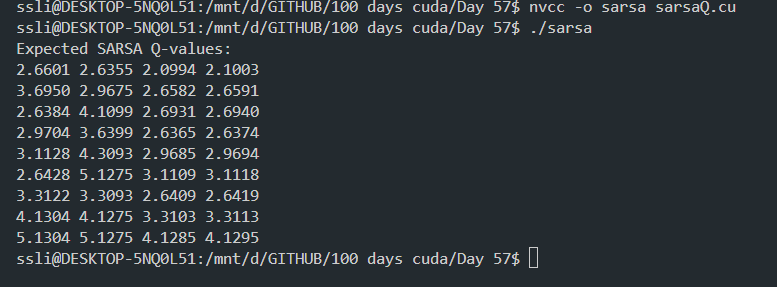 ssli@DESKTOP-5NQ0L51:/mnt/d/GITHUB/100 days cuda/Day 57$ nvcc -o sarsa sarsaQ.cu
ssli@DESKTOP-5NQ0L51:/mnt/d/GITHUB/100 days cuda/Day 57$ ./sarsa
Expected SARSA Q-values:
2.6601 2.6355 2.0994 2.1003
3.6950 2.9675 2.6582 2.6591
2.6384 4.1099 2.6931 2.6940
2.9704 3.6399 2.6365 2.6374
3.1128 4.3093 2.9685 2.9694
2.6428 5.1275 3.1109 3.1118
3.3122 3.3093 2.6409 2.6419
4.1304 4.1275 3.3103 3.3113
5.1304 5.1275 4.1285 4.1295
ssli@DESKTOP-5NQ0L51:/mnt/d/GITHUB/100 days cuda/Day 57$